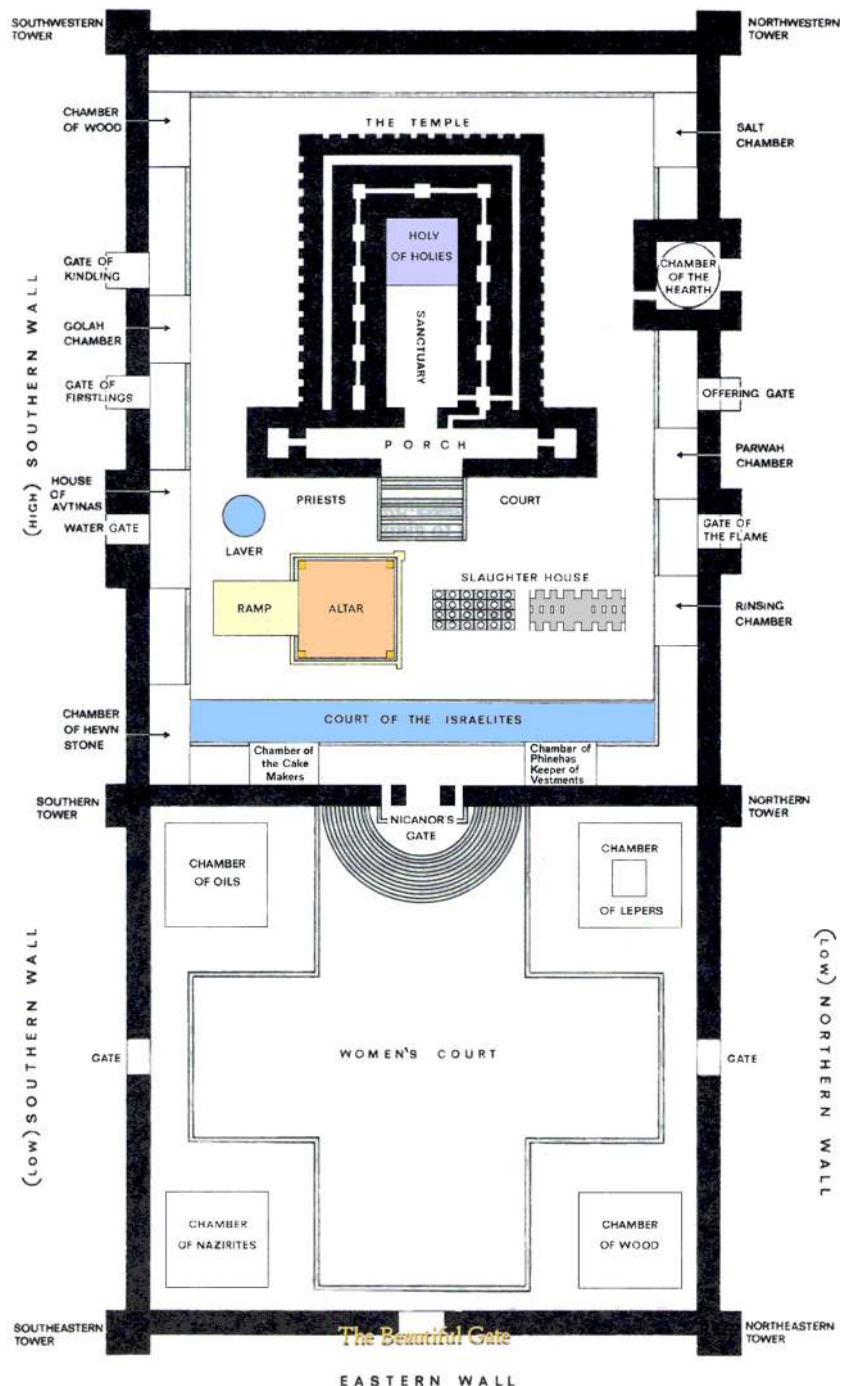 SOUTHWESTERN
TOWER
NORTHWESTERN
TOWER
CHAMBER
OF WOOD
THE TEMPLE
SALT
CHAMBER
HOLY
OF HOLIES
GATE OF
KINDLING
CHAMBER
OF THE
HEARTH
(HIGH) SOUTHERN WALL
GOLAH
CHAMBER
SANCTUARY
GATE OF
FIRSTLINGS
OFFERING GATE
PORCH
PARWAH
CHAMBER
HOUSE
OF
AVTINAS
PRIESTS COURT
WATER GATE
GATE OF
THE FLAME
LAVER
SLAUGHTER HOUSE
RAMP
ALTAR
RINSING
CHAMBER
CHAMBER
OF HEWN
STONE
COURT OF THE ISRAELITES
Chamber of
the Cake
Makers
Chamber of
Phinehas
Keeper of
Vestments
SOUTHERN
TOWER
NORTHERN
TOWER
NICANOR'S
GATE
CHAMBER
OF OILS
CHAMBER
OF LEPERS
(LOW) SOUTHERN WALL
(LOW) NORTHERN WALL
WOMEN'S COURT
GATE
GATE
CHAMBER
OF NAZIRITES
CHAMBER
OF WOOD
SOUTHEASTERN
TOWER
The Beautiful Gate
NORTHEASTERN
TOWER
EASTERN WALL